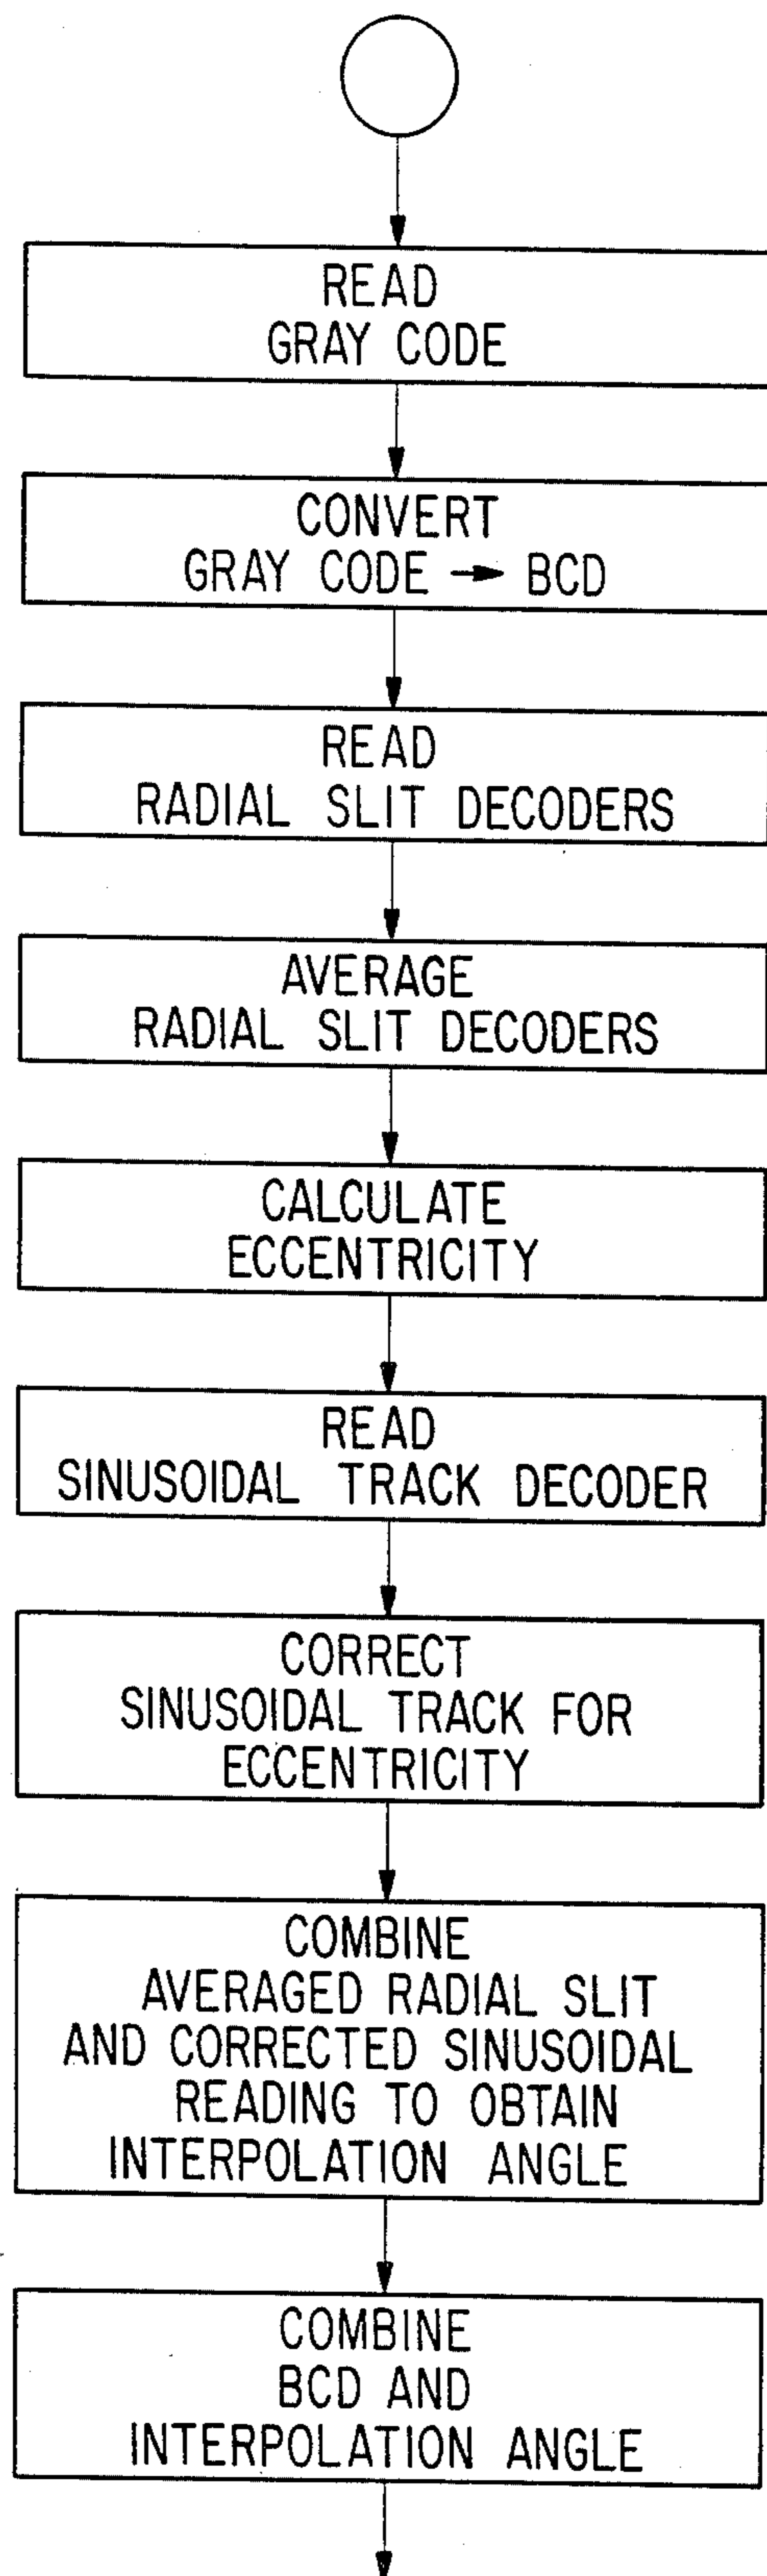 READ
GRAY CODE
CONVERT
GRAY CODE → BCD
READ
RADIAL SLIT DECODERS
AVERAGE
RADIAL SLIT DECODERS
CALCULATE
ECCENTRICITY
READ
SINUSOIDAL TRACK DECODER
CORRECT
SINUSOIDAL TRACK FOR
ECCENTRICITY
COMBINE
AVERAGED RADIAL SLIT
AND CORRECTED SINUSOIDAL
READING TO OBTAIN
INTERPOLATION ANGLE
COMBINE
BCD AND
INTERPOLATION ANGLE